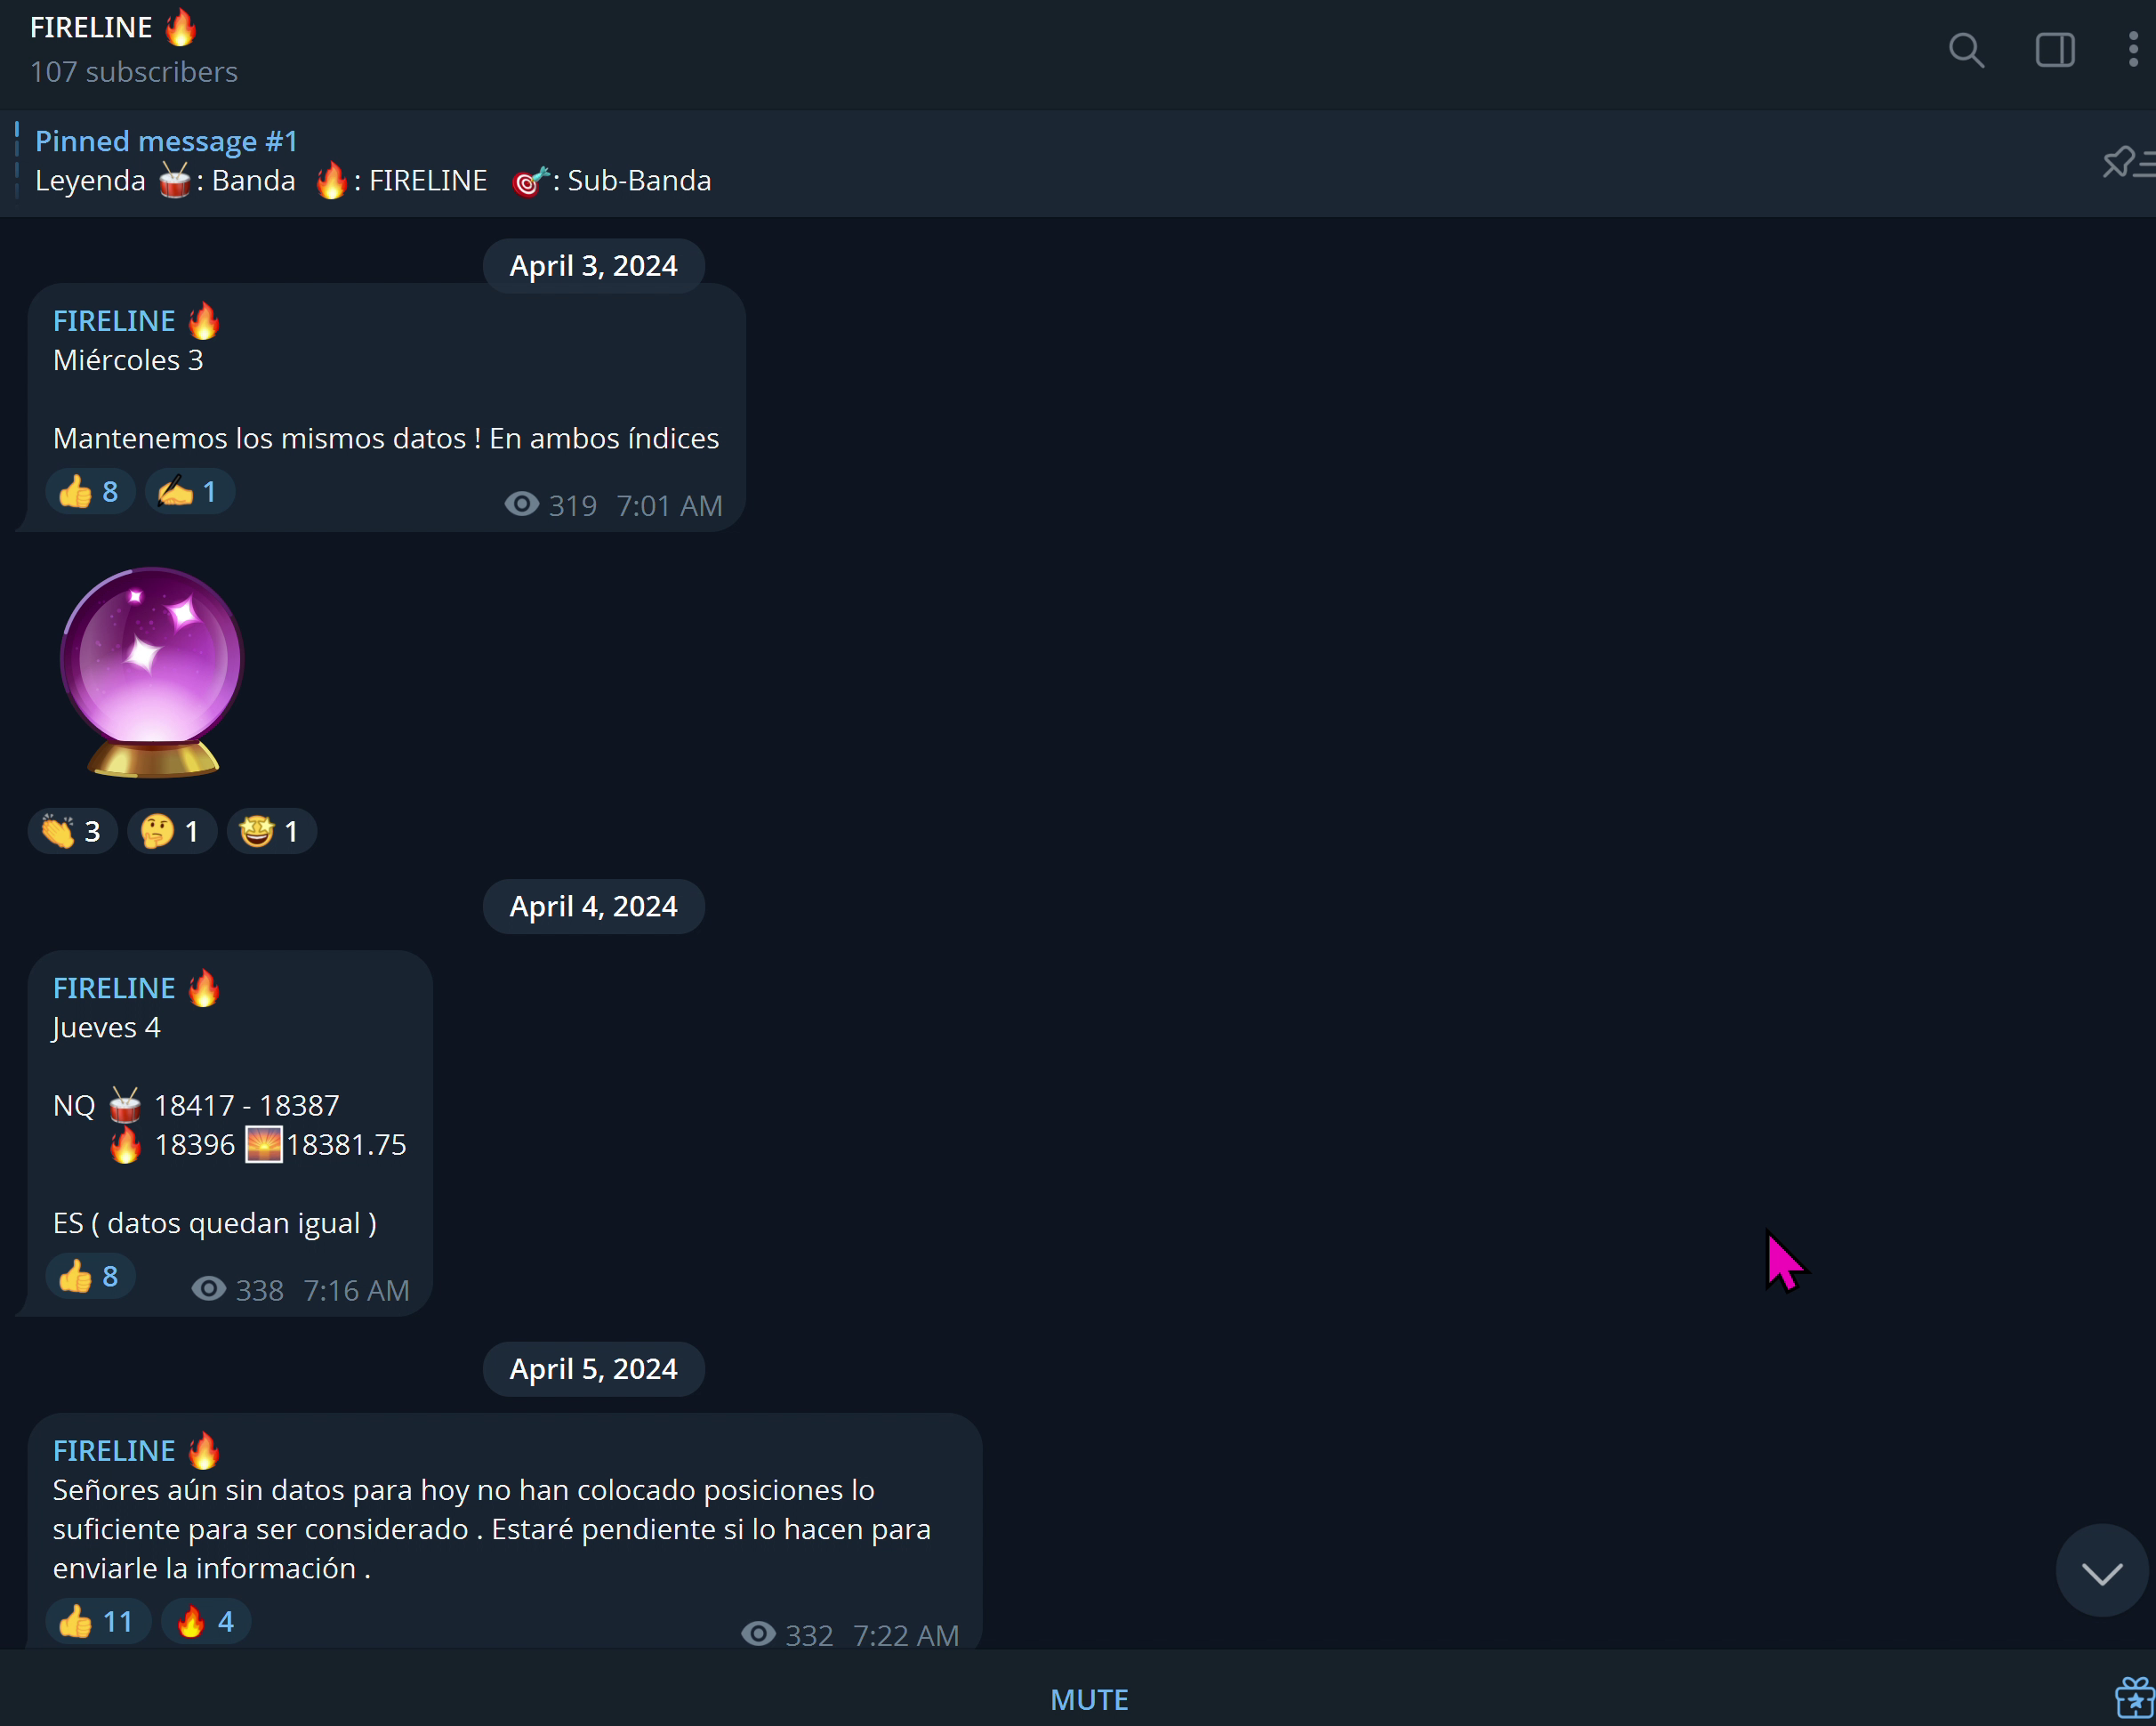 FIRELINE 🔥
107 subscribers
Pinned message #1
Leyenda 🥁: Banda 🔥: FIRELINE 🎯: Sub-Banda
April 3, 2024
FIRELINE 🔥
Miércoles 3
Mantenemos los mismos datos ! En ambos índices
👍 8 ✍️ 1 319 7:01 AM
👏 3 🤔 1 🤩 1
April 4, 2024
FIRELINE 🔥
Jueves 4
NQ 🥁 18417 - 18387
🔥 18396 🌅18381.75
ES ( datos quedan igual )
👍 8 338 7:16 AM
April 5, 2024
FIRELINE 🔥
Señores aún sin datos para hoy no han colocado posiciones lo
suficiente para ser considerado . Estaré pendiente si lo hacen para
enviarle la información .
👍 11 🔥 4 332 7:22 AM
MUTE